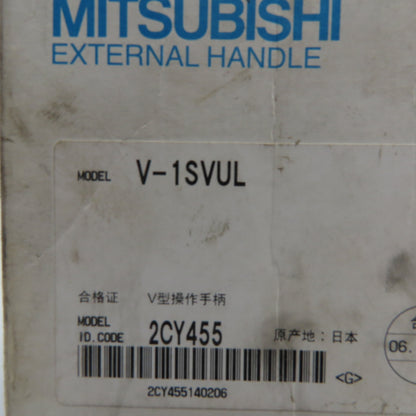 MITSUBISHI
EXTERNAL HANDLE
MODEL V-1SVUL
合格证 V型操作手柄
MODEL
ID.CODE 2CY455 原产地:日本
06.
<G>
2CY455140206